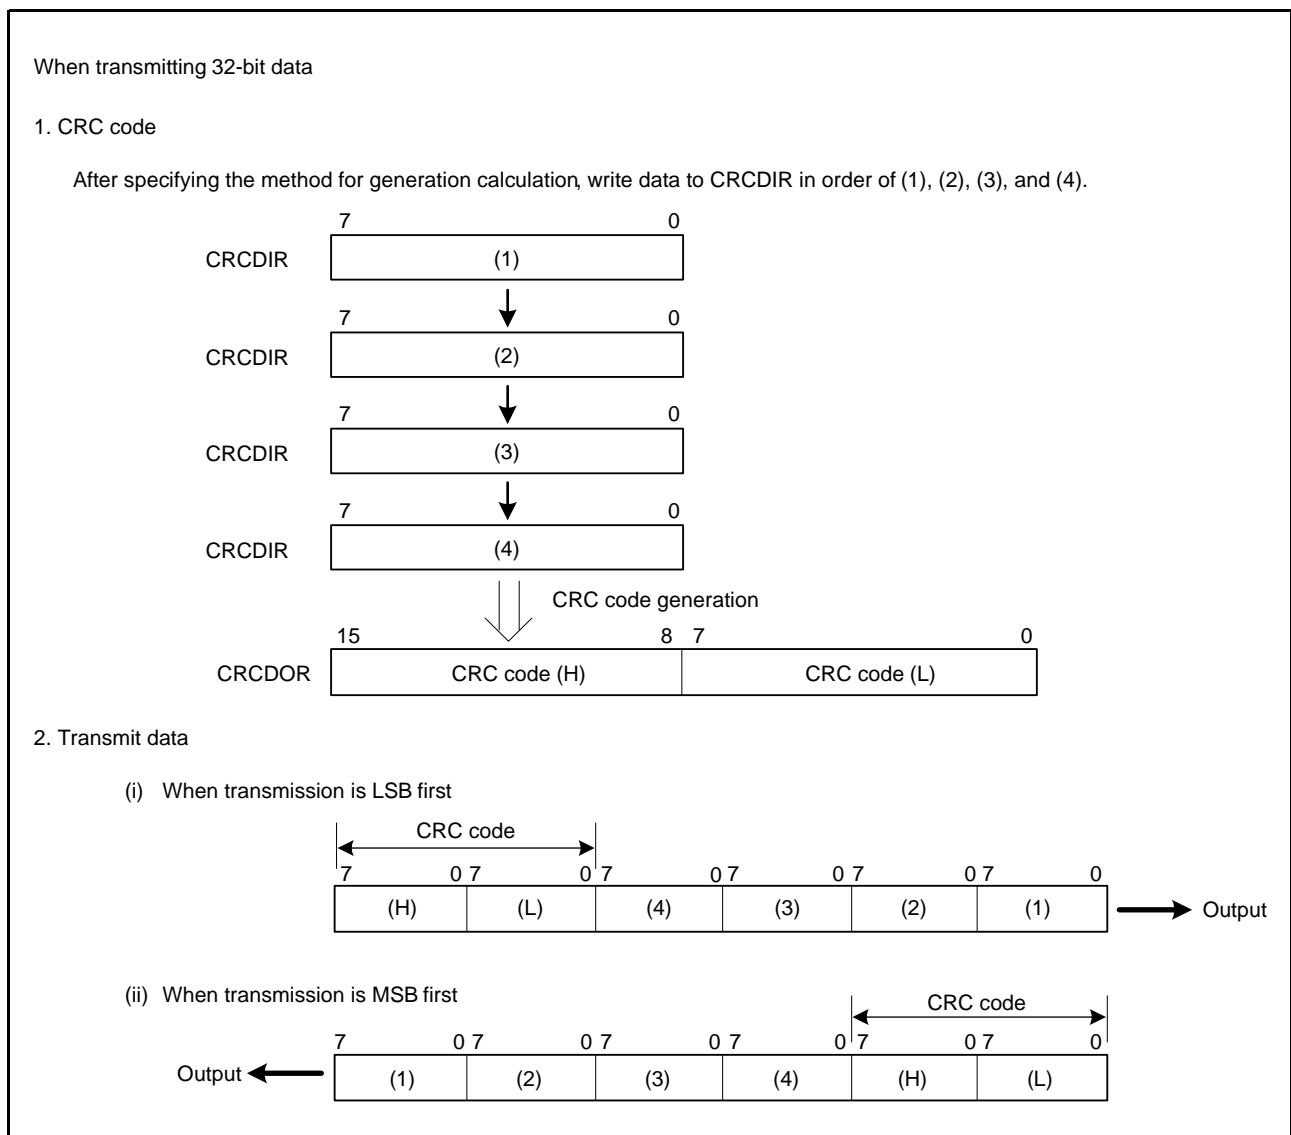 When transmitting 32-bit data
1. CRC code
After specifying the method for generation calculation, write data to CRCDIR in order of (1), (2), (3), and (4).
7 0
CRCDIR (1)
7 0
CRCDIR (2)
7 0
CRCDIR (3)
7 0
CRCDIR (4)
CRC code generation
15 8 7 0
CRCDOR CRC code (H) CRC code (L)
2. Transmit data
(i) When transmission is LSB first
CRC code
7 0 7 0 7 0 7 0 7 0 7 0
(H) (L) (4) (3) (2) (1) Output
(ii) When transmission is MSB first
CRC code
7 0 7 0 7 0 7 0 7 0 7 0
Output (1) (2) (3) (4) (H) (L)